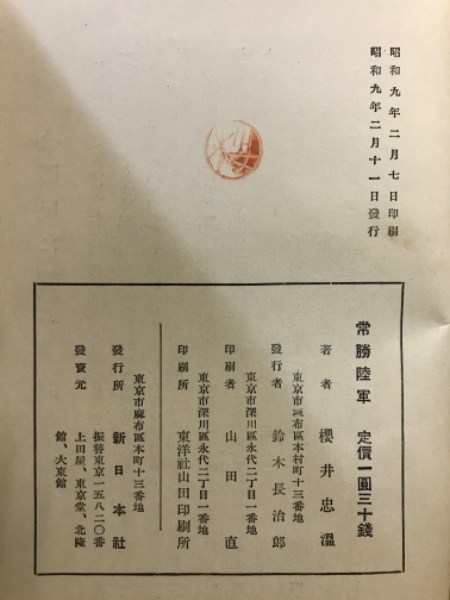 昭和九年二月七日印刷
昭和九年二月十一日發行
常勝陸軍 定價一圓三十錢
著者 櫻井忠溫
東京市麻布區本村町十三番地
發行者 鈴木長治郎
東京市深川區永代二丁目一番地
印刷者 山田直
東京市深川區永代二丁目一番地
印刷所 東洋社山田印刷所
東京市麻布區本村町十三番地
發行所 新日本社
振替東京一五八二〇番
發賣元 上田屋、東京堂、北隆
館、大東館